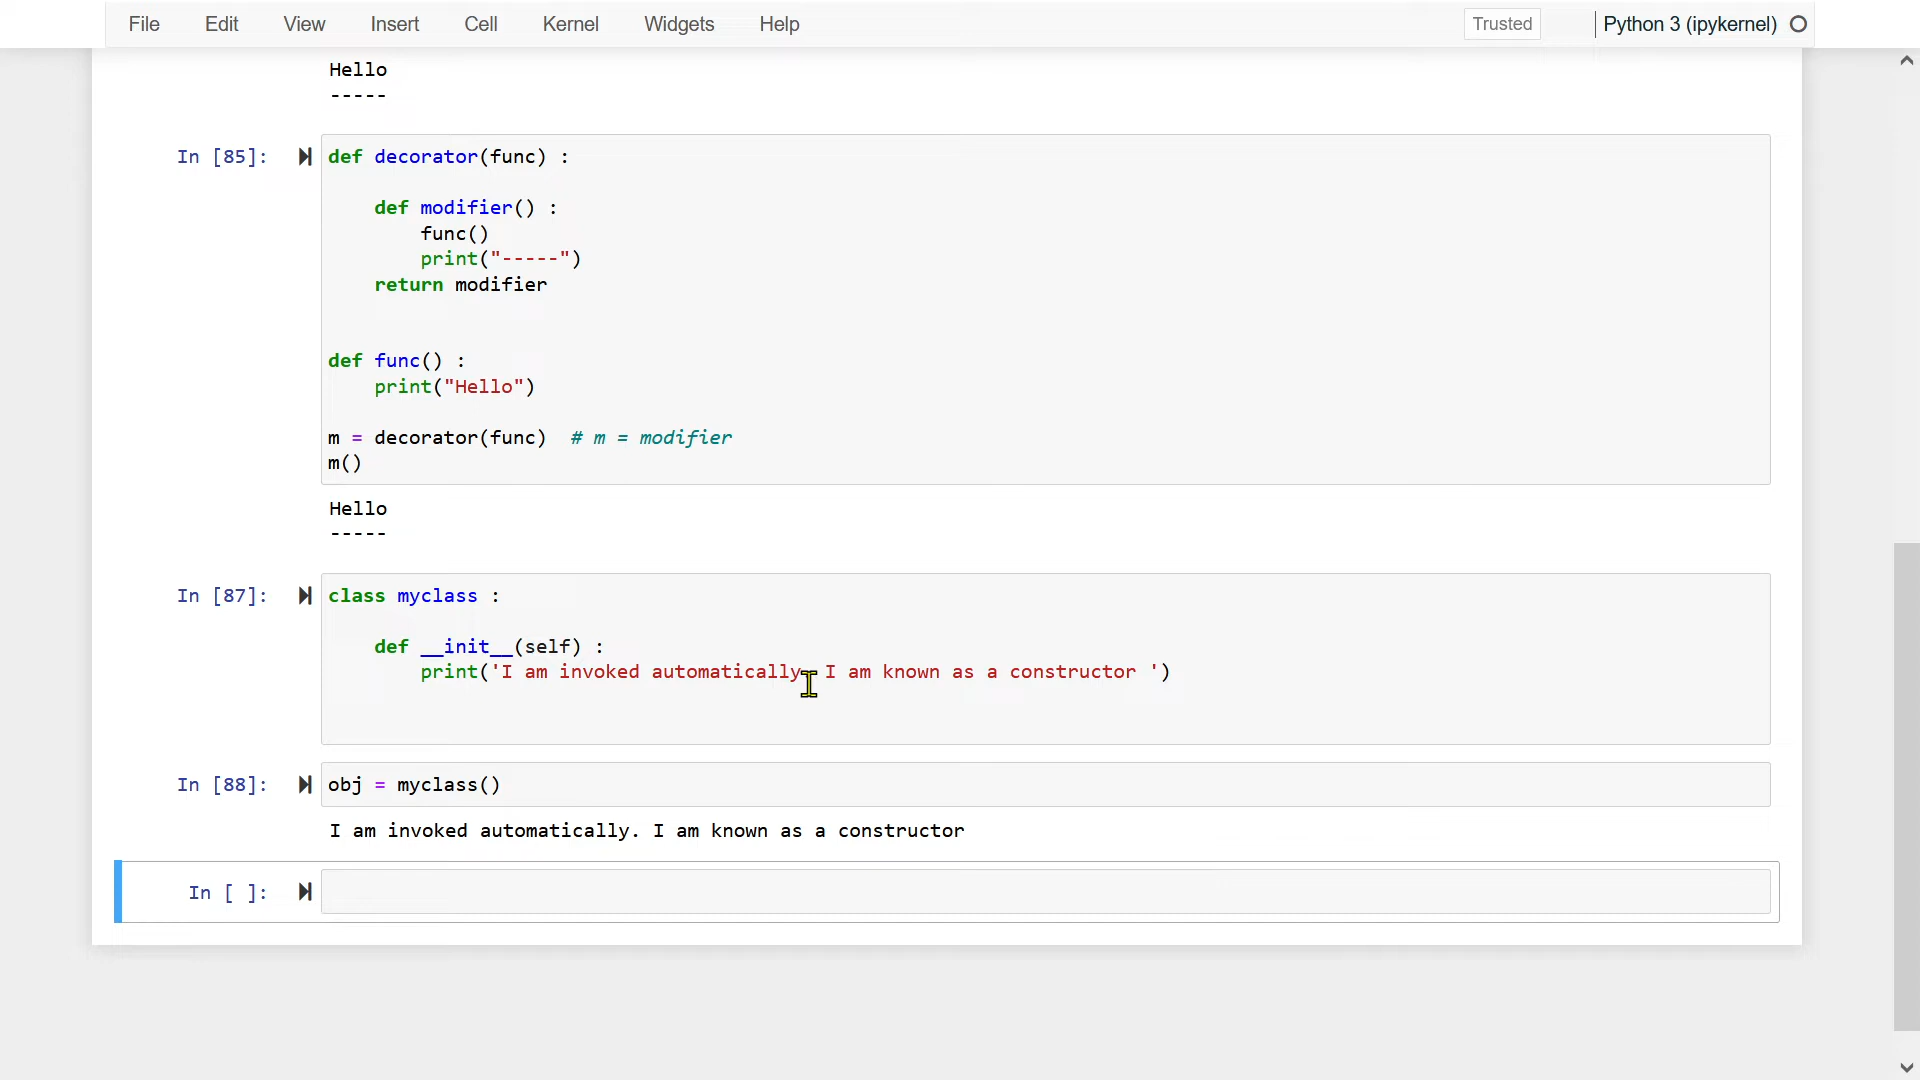 File Edit View Insert Cell Kernel Widgets Help Trusted Python 3 (ipykernel)
Hello
-----
In [85]: def decorator(func) :
def modifier() :
func()
print("-----")
return modifier
def func() :
print("Hello")
m = decorator(func)  # m = modifier
m()
Hello
-----
In [87]: class myclass :
def __init__(self) :
print('I am invoked automatically. I am known as a constructor ')
In [88]: obj = myclass()
I am invoked automatically. I am known as a constructor
In [ ]: